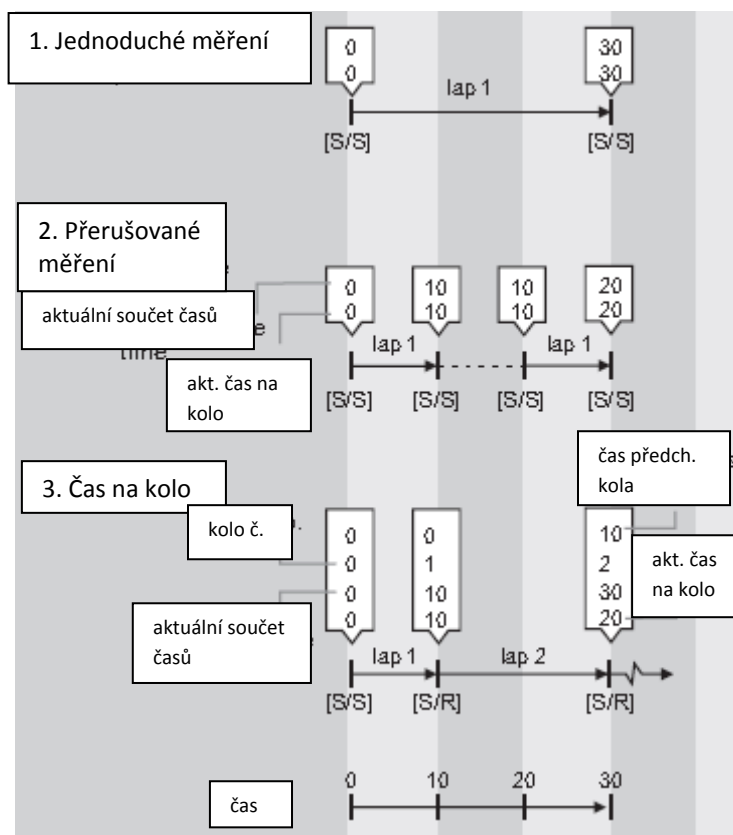 1. Jednoduché měření
0 30
0 30
lap 1
[S/S] [S/S]
2. Přerušované
měření
aktuální součet časů
akt. čas na
kolo
0 10 10 20
0 10 10 20
lap 1 lap 1
[S/S] [S/S] [S/S] [S/S]
3. Čas na kolo
kolo č.
aktuální součet
časů
čas předch.
kola
akt. čas
na kolo
0 0 10
0 1 2
0 10 30
0 10 20
lap 1 lap 2
[S/S] [S/R] [S/R]
čas
0 10 20 30